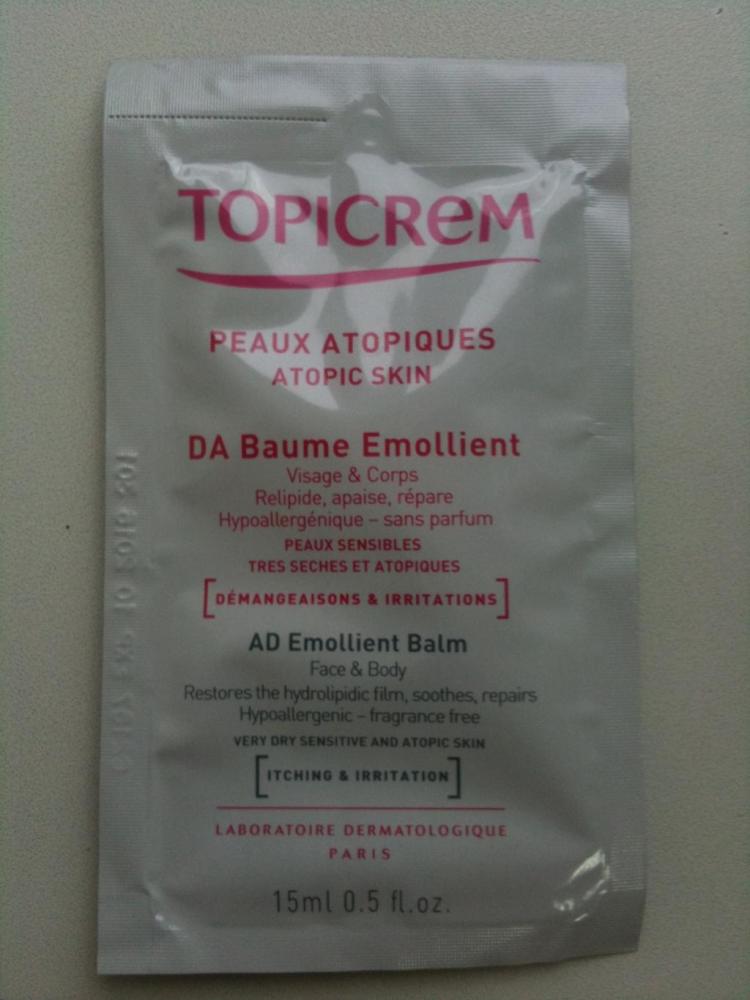 TOPICREM
PEAUX ATOPIQUES
ATOPIC SKIN
DA Baume Emollient
Visage & Corps
Relipide, apaise, répare
Hypoallergénique – sans parfum
PEAUX SENSIBLES
TRES SECHES ET ATOPIQUES
[DÉMANGEAISONS & IRRITATIONS]
AD Emollient Balm
Face & Body
Restores the hydrolipidic film, soothes, repairs
Hypoallergenic – fragrance free
VERY DRY SENSITIVE AND ATOPIC SKIN
[ITCHING & IRRITATION]
LABORATOIRE DERMATOLOGIQUE
PARIS
15ml 0.5 fl.oz.